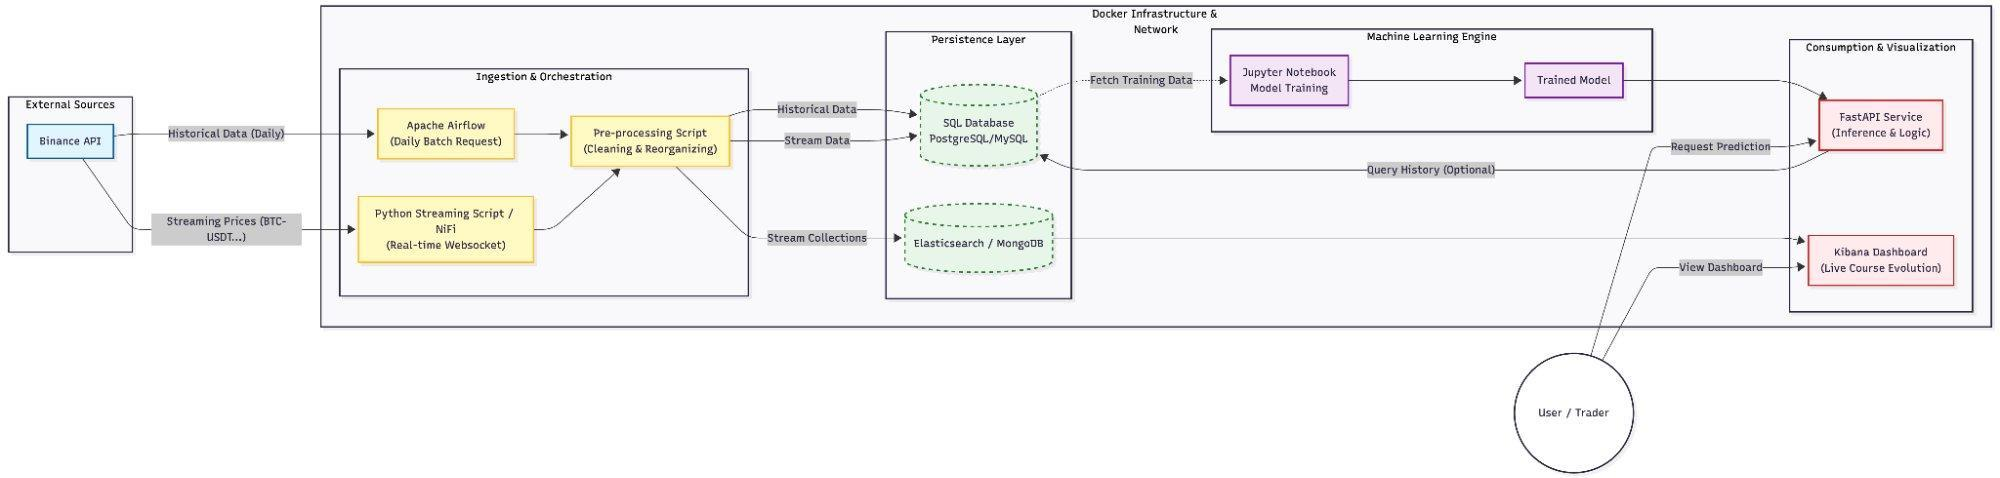 Docker Infrastructure &
Network
External Sources
Binance API
Historical Data (Daily)
Streaming Prices (BTC-
USDT...)
Ingestion & Orchestration
Apache Airflow
(Daily Batch Request)
Python Streaming Script /
NiFi
(Real-time Websocket)
Pre-processing Script
(Cleaning & Reorganizing)
Historical Data
Stream Data
Stream Collections
Persistence Layer
SQL Database
PostgreSQL/MySQL
Elasticsearch / MongoDB
Fetch Training Data
Machine Learning Engine
Jupyter Notebook
Model Training
Trained Model
Query History (Optional)
Request Prediction
View Dashboard
Consumption & Visualization
FastAPI Service
(Inference & Logic)
Kibana Dashboard
(Live Course Evolution)
User / Trader